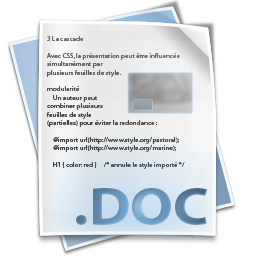 3 La cascade
Avec CSS, la présentation peut être influencée
simultanément par
plusieurs feuilles de style.
modularité
Un auteur peut
combiner plusieurs
feuilles de style
(partielles) pour éviter la redondance :
@import url(http://www.style.org/pastoral);
@import url(http://www.style.org/marine);
H1 { color: red } /* annule le style importé */
.DOC